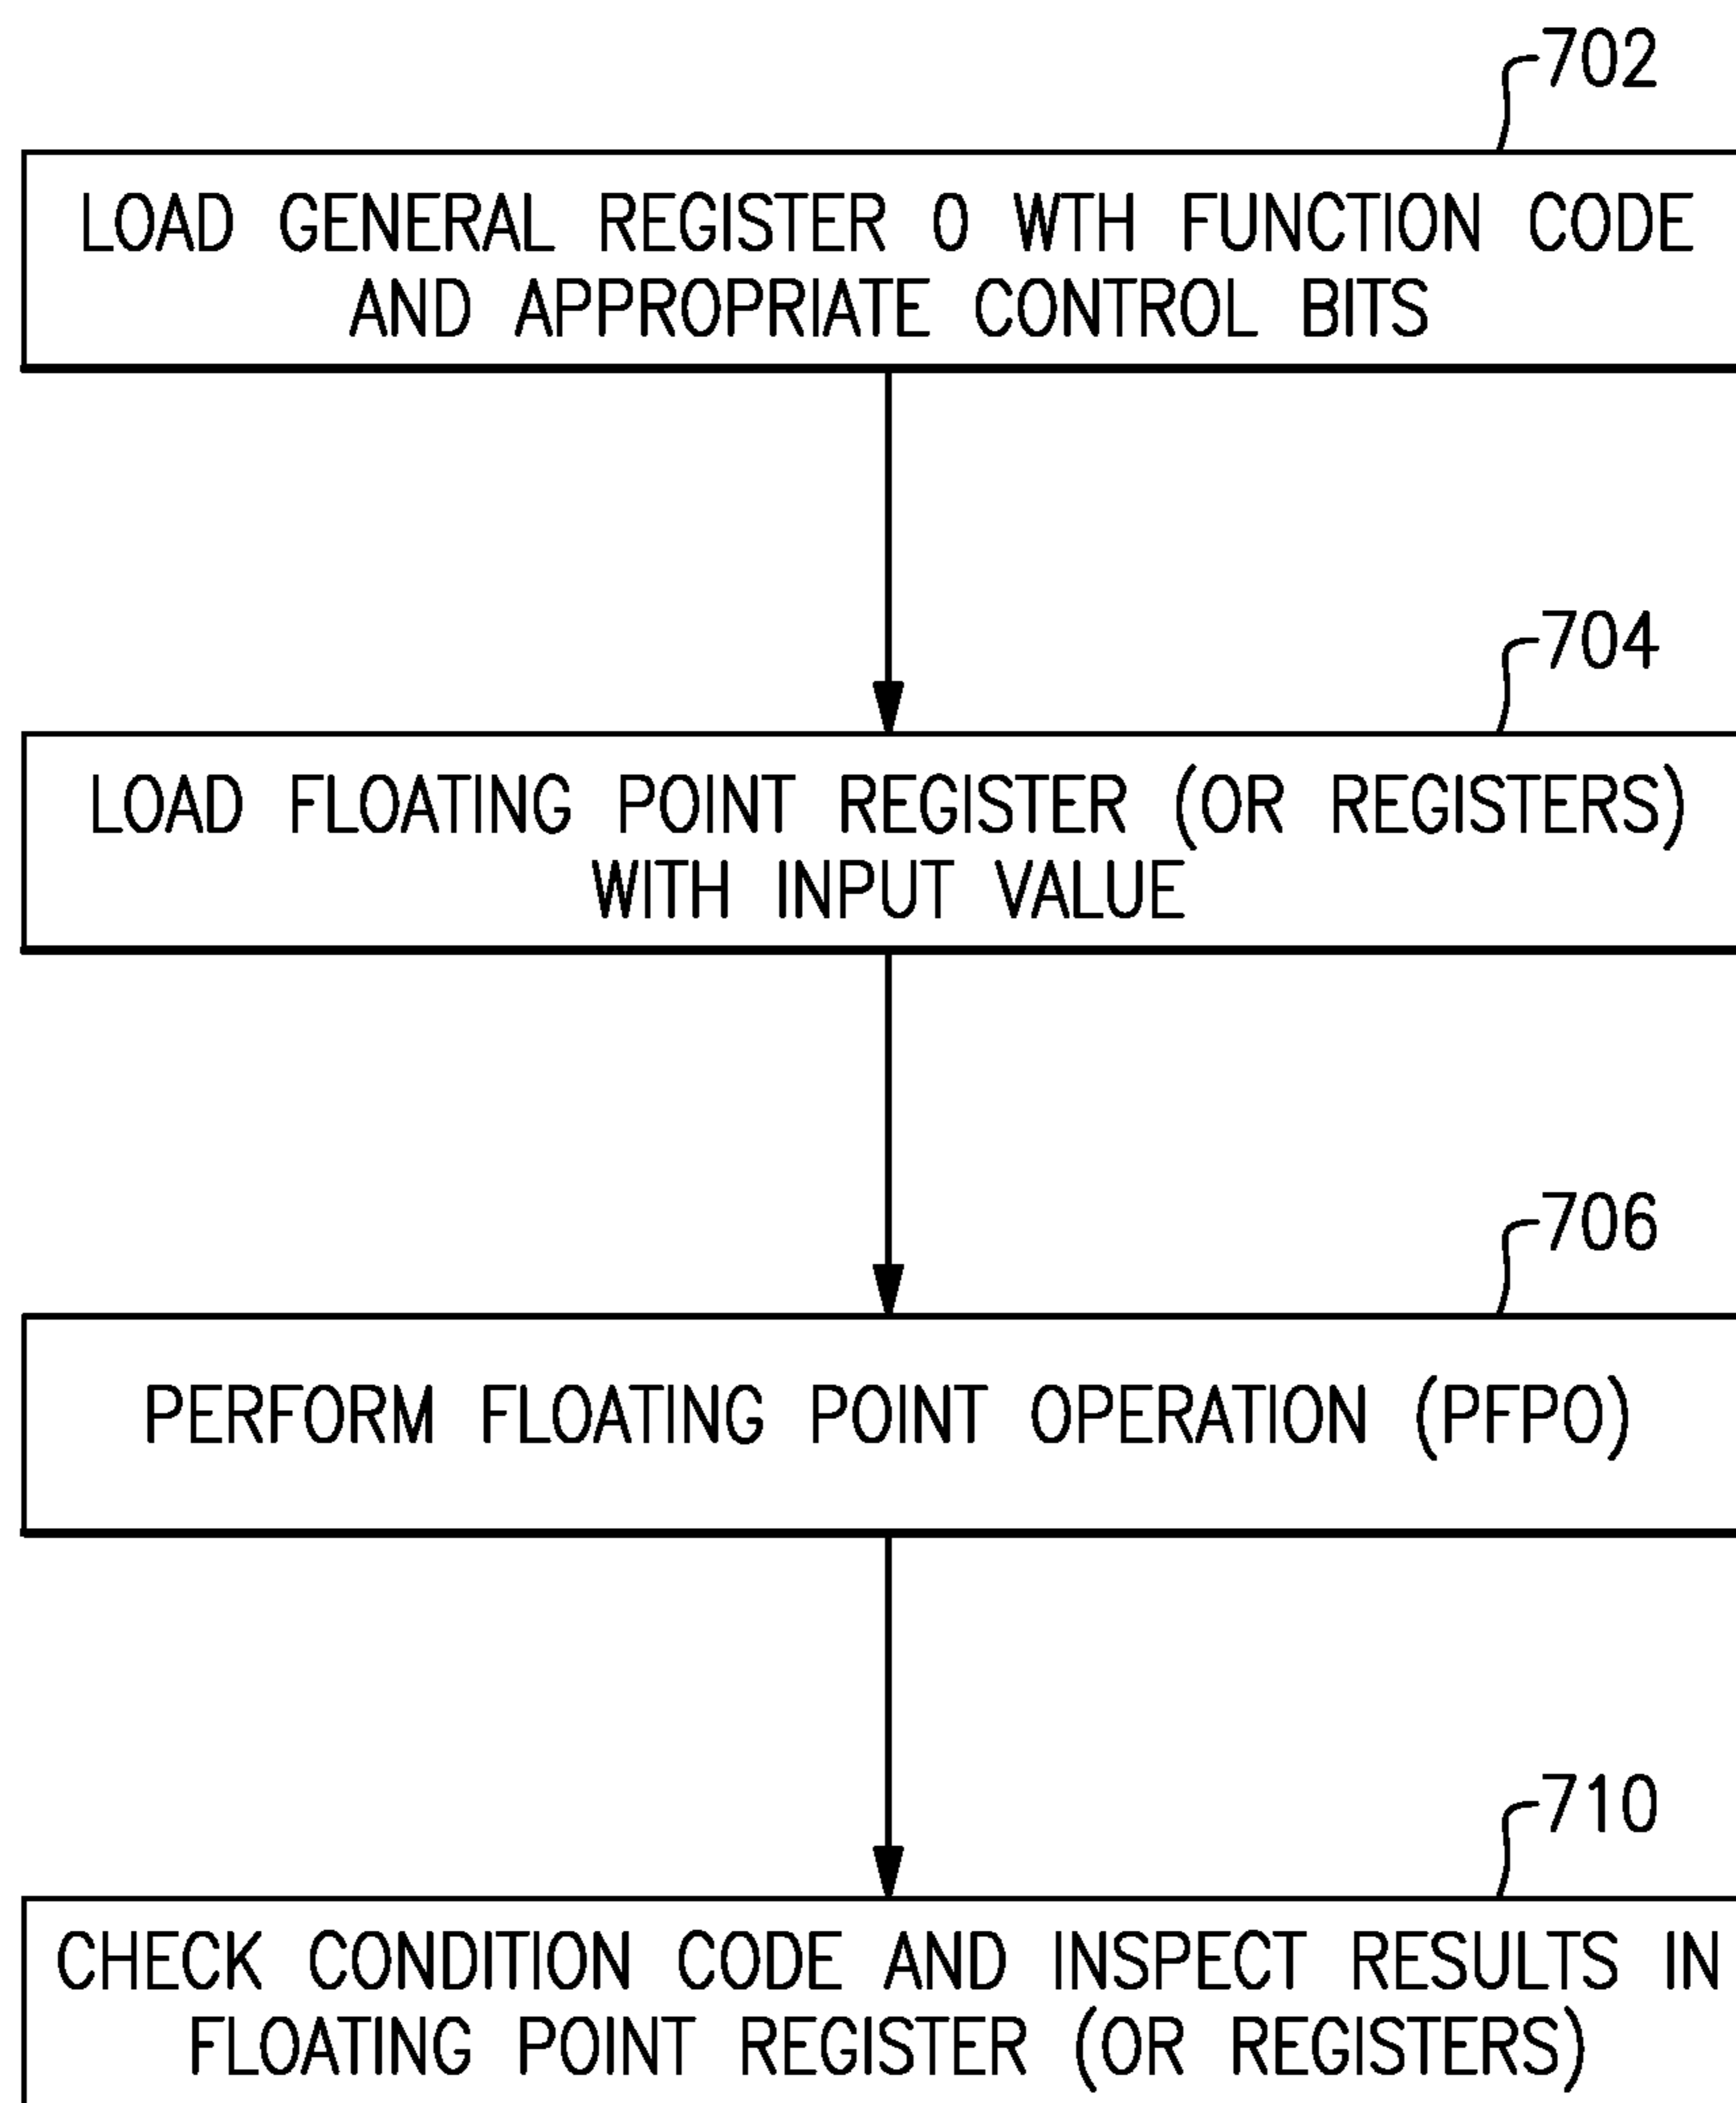 702
LOAD GENERAL REGISTER 0 WTH FUNCTION CODE
AND APPROPRIATE CONTROL BITS
704
LOAD FLOATING POINT REGISTER (OR REGISTERS)
WITH INPUT VALUE
706
PERFORM FLOATING POINT OPERATION (PFPO)
710
CHECK CONDITION CODE AND INSPECT RESULTS IN
FLOATING POINT REGISTER (OR REGISTERS)